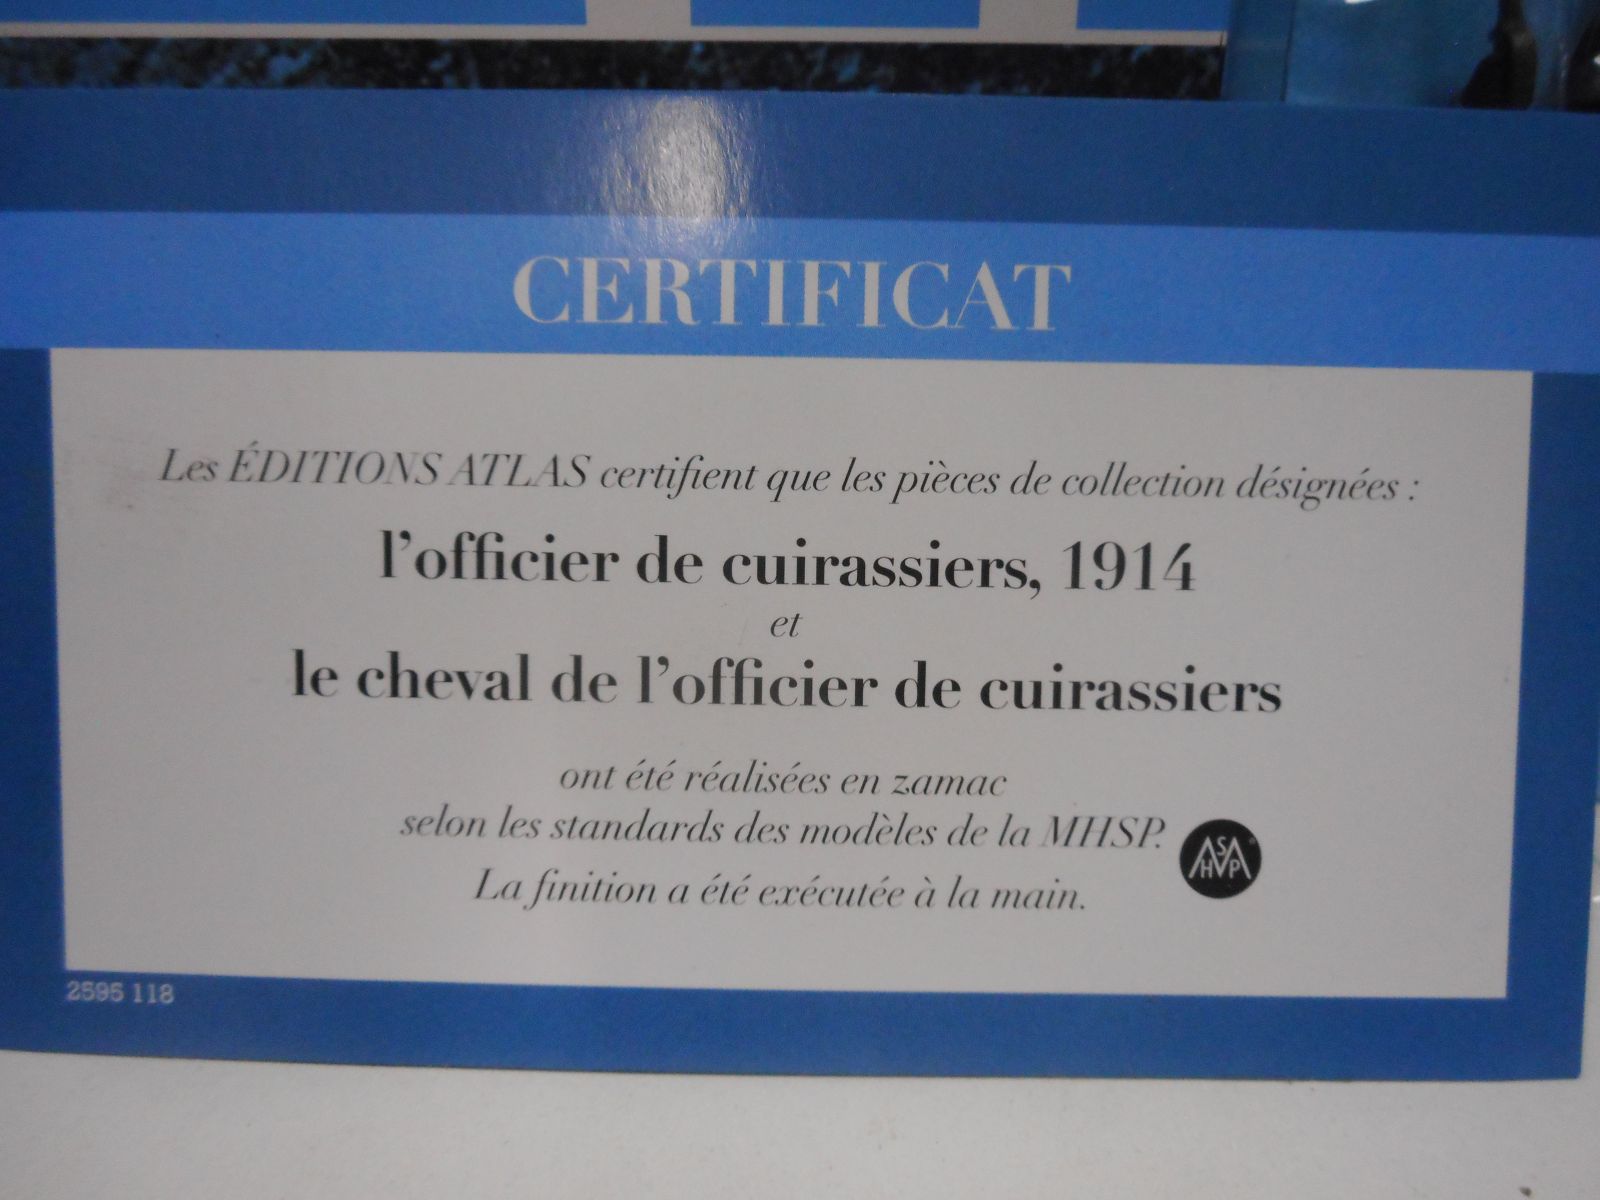 CERTIFICAT
Les ÉDITIONS ATLAS certifient que les pièces de collection désignées :
l'officier de cuirassiers, 1914
et
le cheval de l'officier de cuirassiers
ont été réalisées en zamac
selon les standards des modèles de la MHSP.
MHSP
La finition a été exécutée à la main.
2595 118